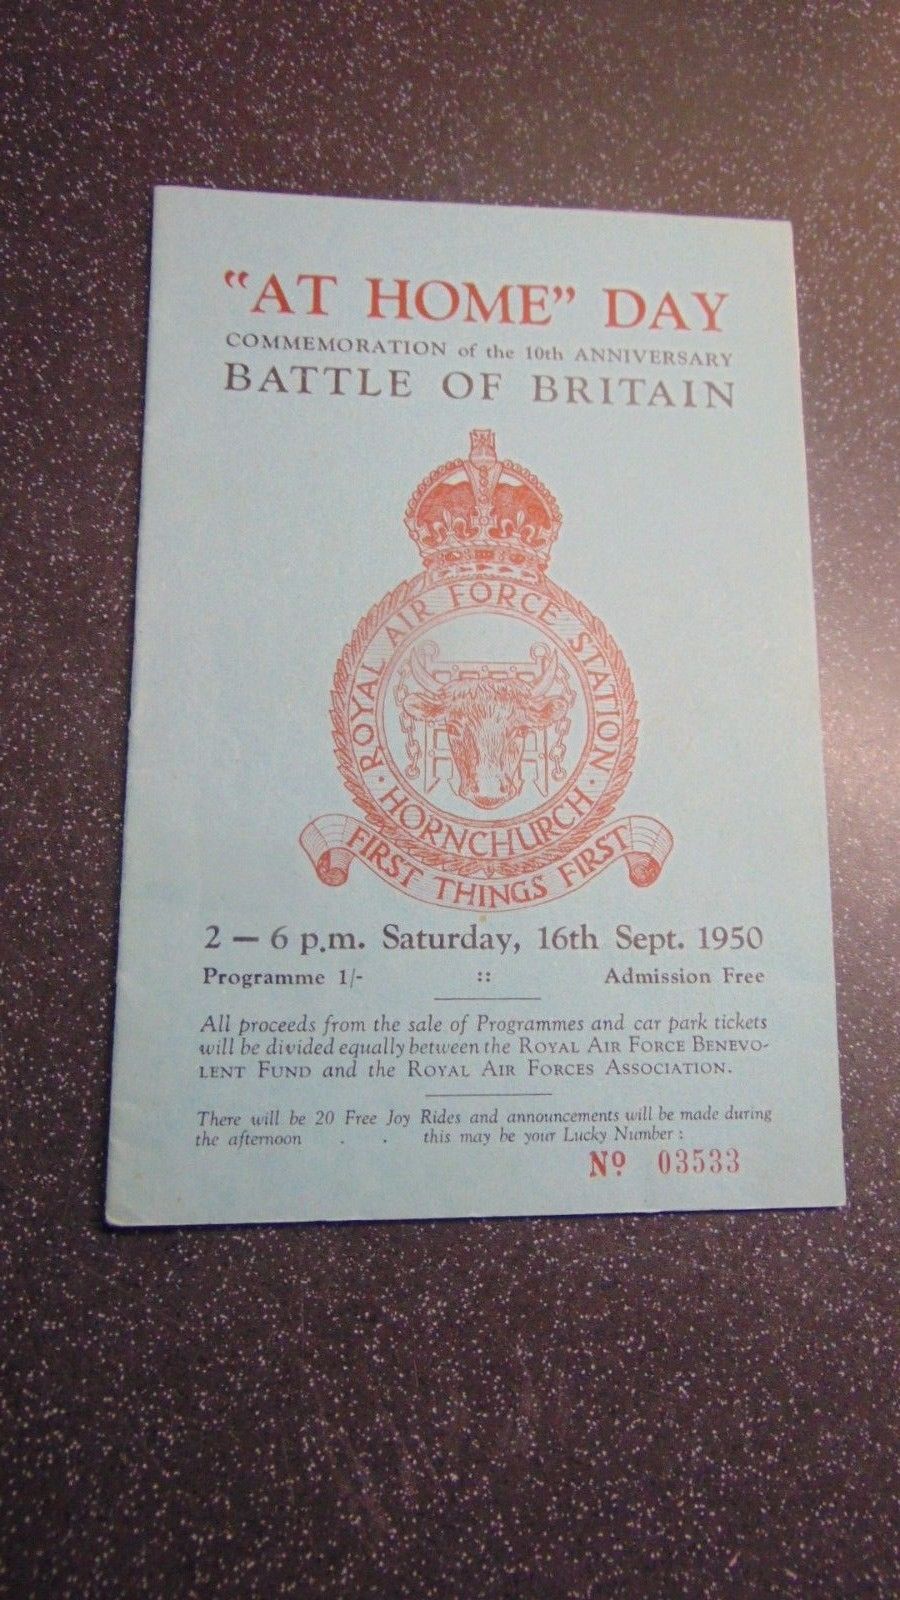 "AT HOME" DAY
COMMEMORATION of the 10th ANNIVERSARY
BATTLE OF BRITAIN
ROYAL AIR FORCE STATION
· HORNCHURCH ·
FIRST THINGS FIRST
2 — 6 p.m. Saturday, 16th Sept. 1950
Programme 1/- :: Admission Free
All proceeds from the sale of Programmes and car park tickets
will be divided equally between the ROYAL AIR FORCE BENEVO-
LENT FUND and the ROYAL AIR FORCES ASSOCIATION.
There will be 20 Free Joy Rides and announcements will be made during
the afternoon . . this may be your Lucky Number :
No 03533